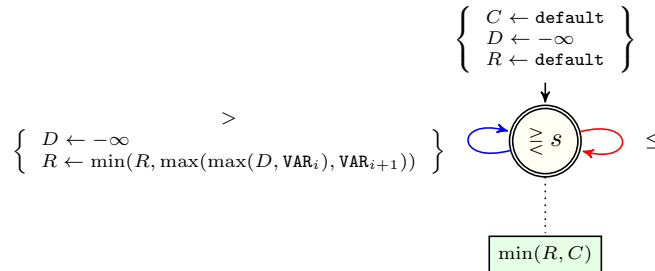 C ← default
D ← −∞
R ← default
>
D ← −∞
R ← min(R, max(max(D, VAR_i), VAR_{i+1}))
⪌ s
≤
min(R, C)